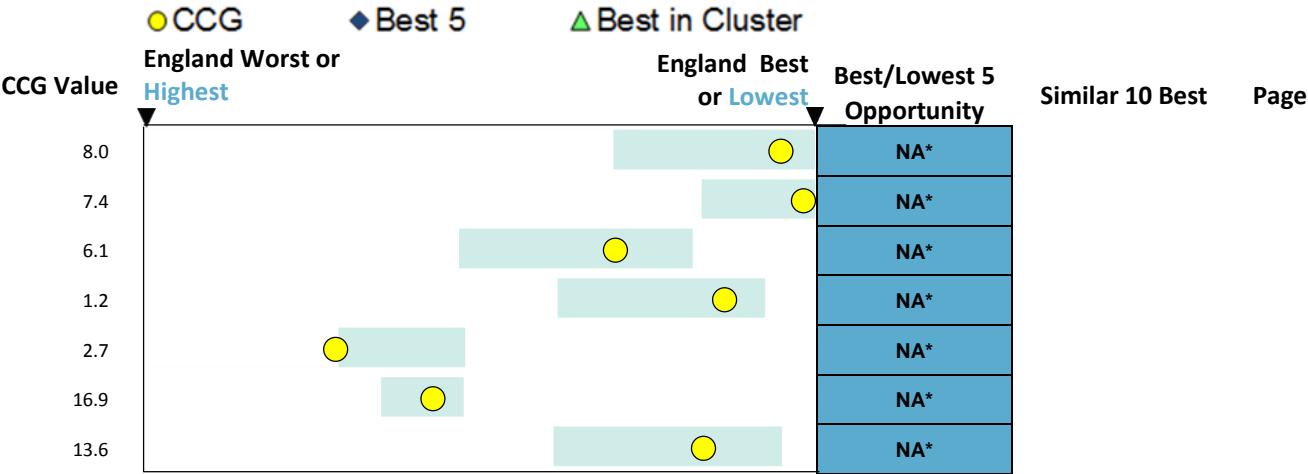 CCG Best 5 Best in Cluster
CCG Value
England Worst or
Highest
England Best
or Lowest
Best/Lowest 5
Opportunity
Similar 10 Best
Page
8.0 NA*
7.4 NA*
6.1 NA*
1.2 NA*
2.7 NA*
16.9 NA*
13.6 NA*